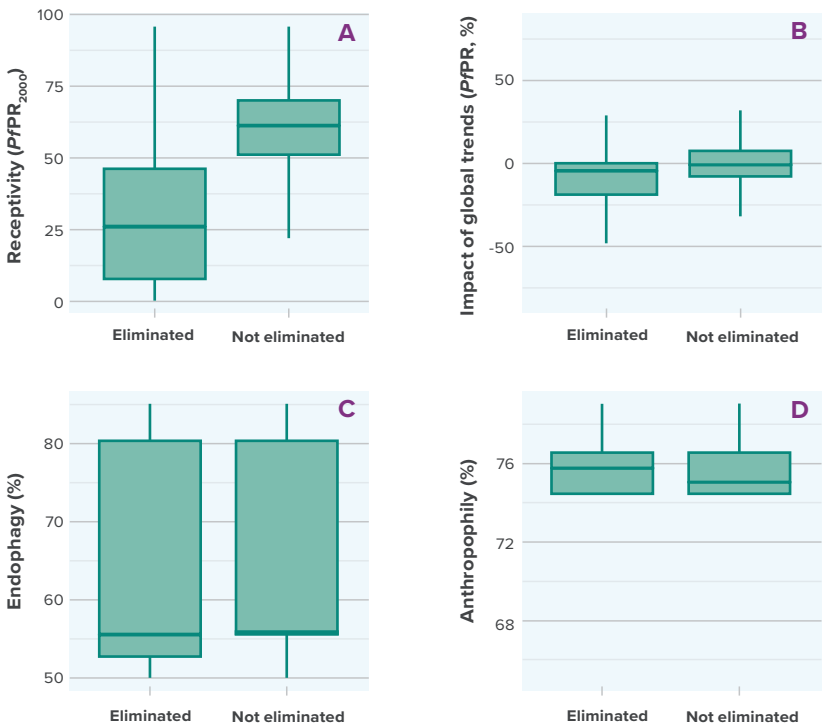 A
Receptivity (PfPR2000)
100
75
50
25
0
Eliminated
Not eliminated
B
Impact of global trends (PfPR, %)
50
0
-50
Eliminated
Not eliminated
C
Endophagy (%)
80
70
60
50
Eliminated
Not eliminated
D
Anthropophily (%)
76
72
68
Eliminated
Not eliminated